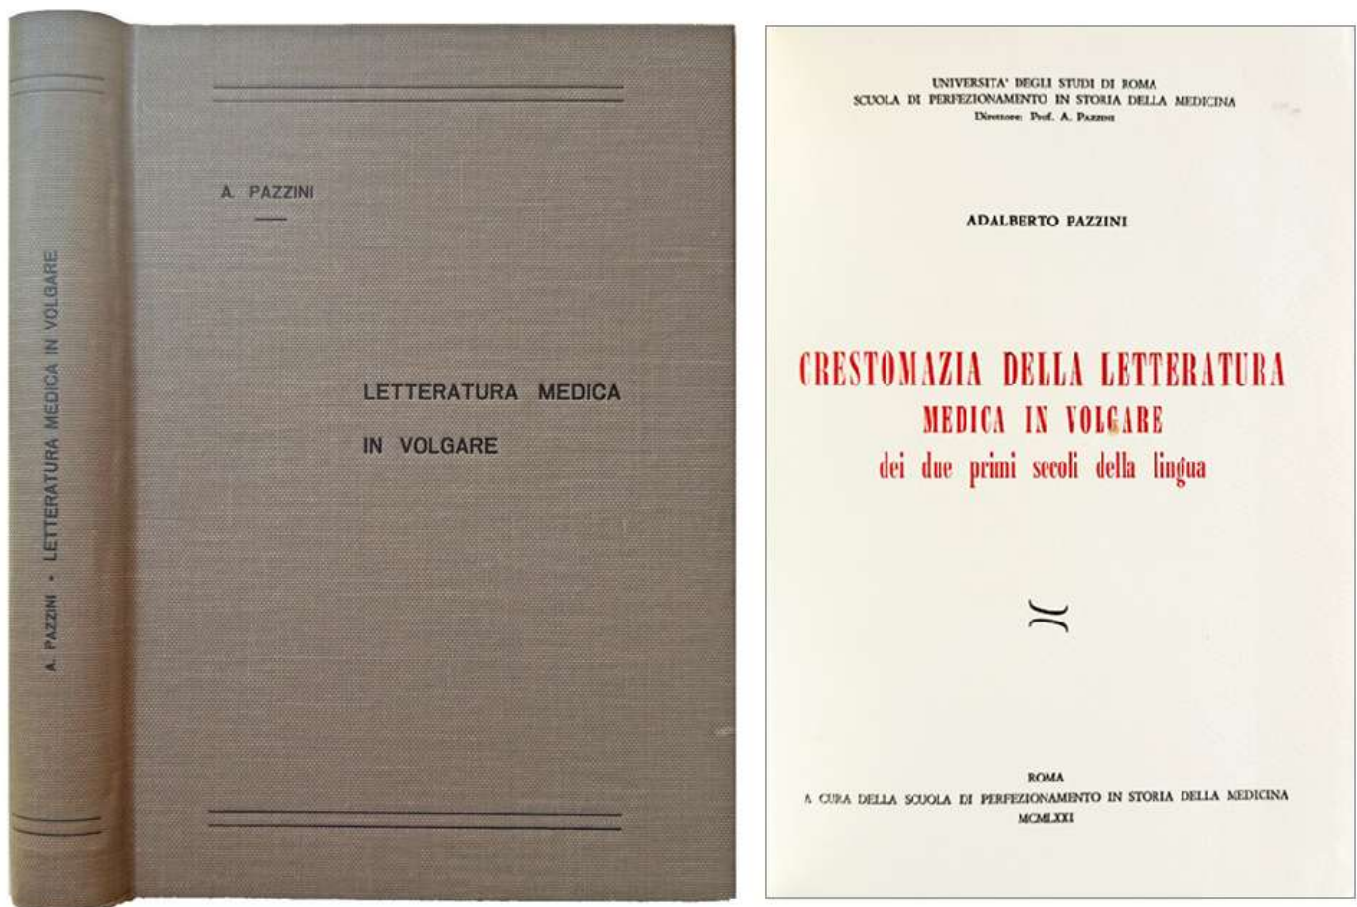 A. PAZZINI - LETTERATURA MEDICA IN VOLGARE
A. PAZZINI
LETTERATURA MEDICA
IN VOLGARE
UNIVERSITA' DEGLI STUDI DI ROMA
SCUOLA DI PERFEZIONAMENTO IN STORIA DELLA MEDICINA
Direttore: Prof. A. PAZZINI
ADALBERTO PAZZINI
CRESTOMAZIA DELLA LETTERATURA
MEDICA IN VOLGARE
dei due primi secoli della lingua
ROMA
A CURA DELLA SCUOLA DI PERFEZIONAMENTO IN STORIA DELLA MEDICINA
MCMLXXI